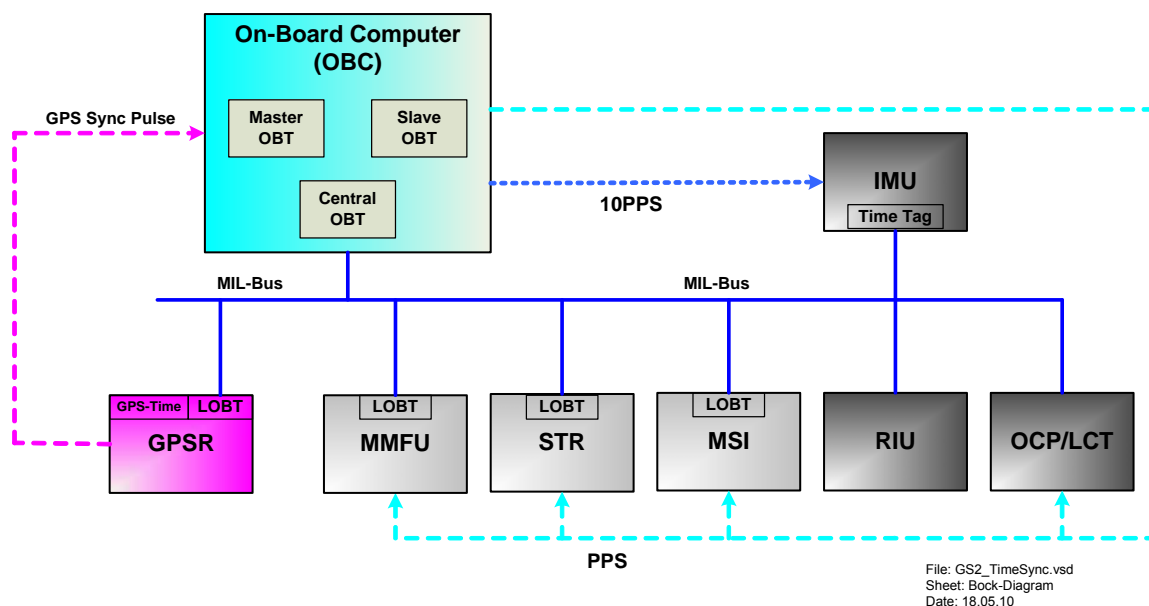 On-Board Computer
(OBC)
GPS Sync Pulse
Master
OBT
Slave
OBT
Central
OBT
10PPS
IMU
Time Tag
MIL-Bus
MIL-Bus
GPS-Time
LOBT
GPSR
LOBT
MMFU
LOBT
STR
LOBT
MSI
RIU
OCP/LCT
PPS
File: GS2_TimeSync.vsd
Sheet: Bock-Diagram
Date: 18.05.10